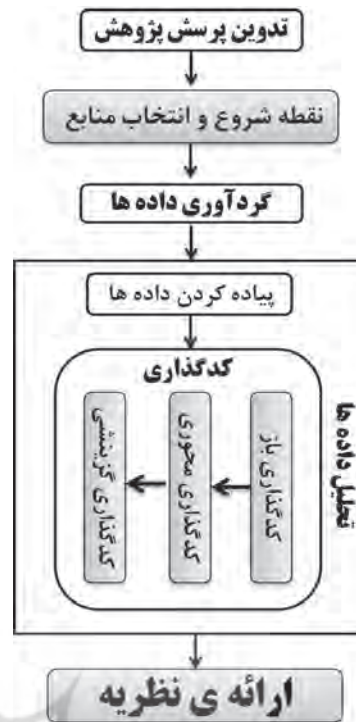 تدوین پرسش پژوهش
نقطه شروع و انتخاب منابع
گردآوری داده ها
پیاده کردن داده ها
کدگذاری
کدگذاری باز
کدگذاری محوری
کدگذاری گزینشی
تحلیل داده ها
ارائه ی نظریه